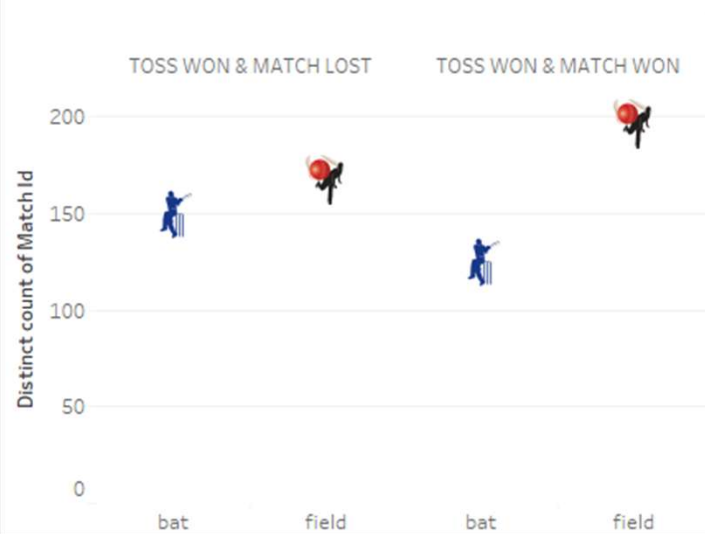 TOSS WON & MATCH LOST
TOSS WON & MATCH WON
Distinct count of Match Id
200
150
100
50
0
bat
field
bat
field